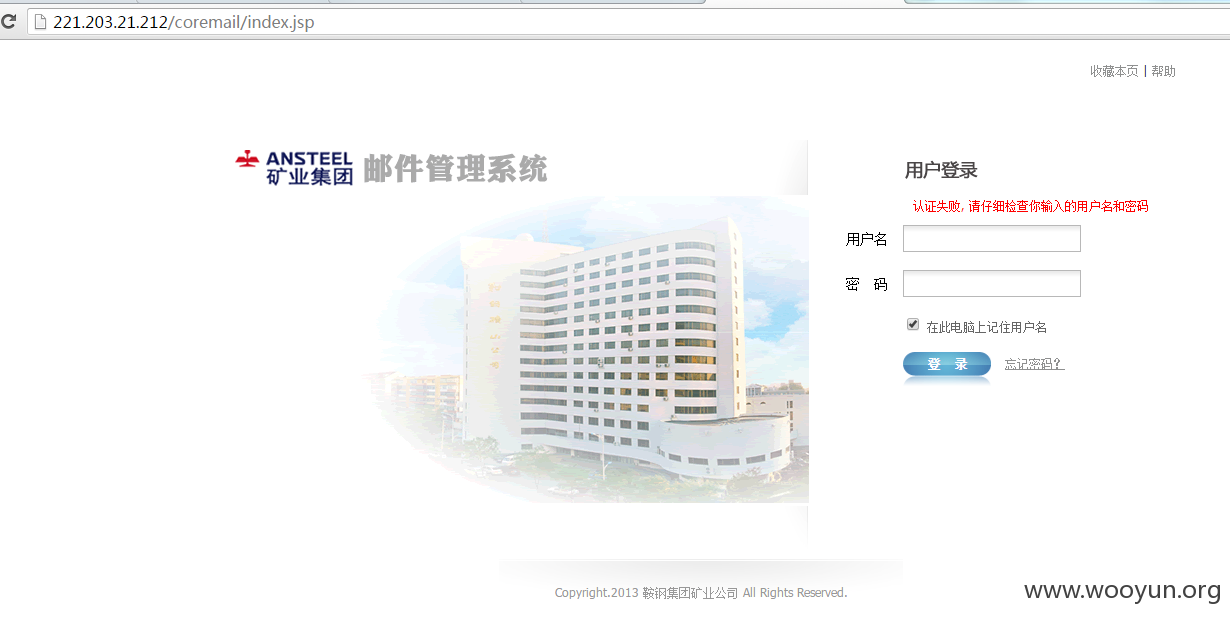 221.203.21.212/coremail/index.jsp
收藏本页 | 帮助
ANSTEEL
矿业集团
邮件管理系统
用户登录
认证失败, 请仔细检查你输入的用户名和密码
用户名
密 码
在此电脑上记住用户名
登 录 忘记密码?
Copyright.2013 鞍钢集团矿业公司 All Rights Reserved.
www.wooyun.org